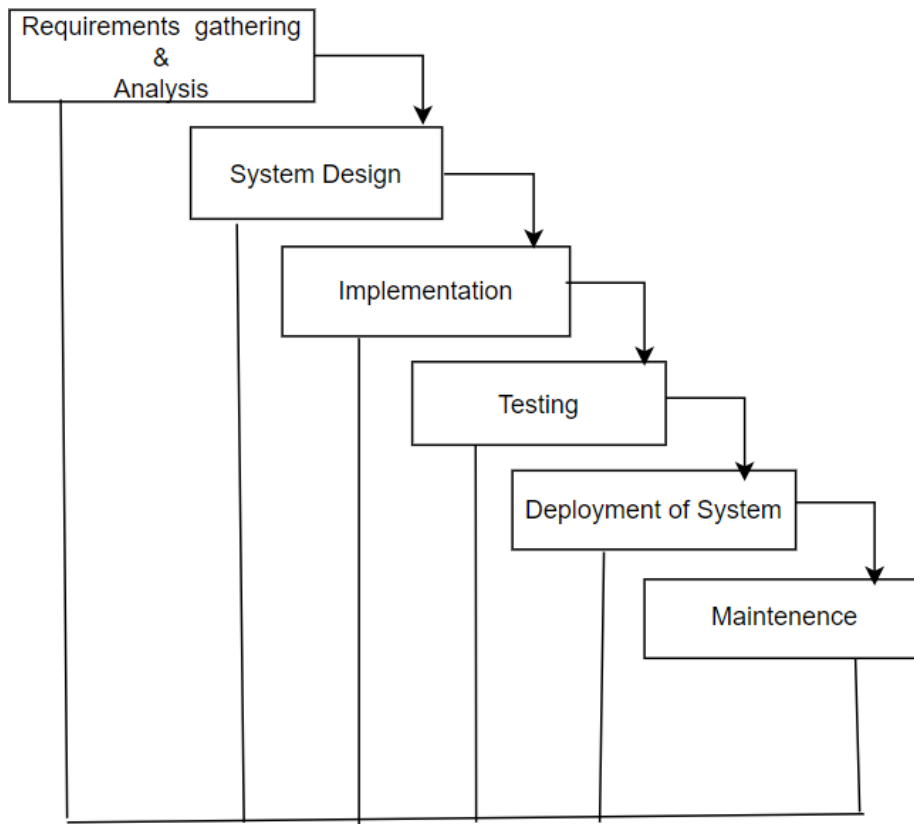 Requirements gathering
&
Analysis
System Design
Implementation
Testing
Deployment of System
Maintenence